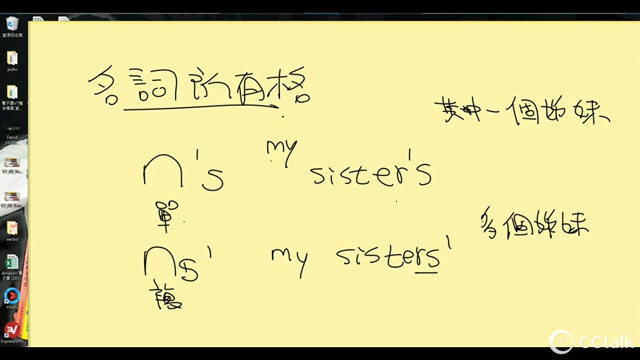 名詞所有格
其中一個姊妹
n's my sister's
單
多個姊妹
ns' my sisters'
複
CCtalk